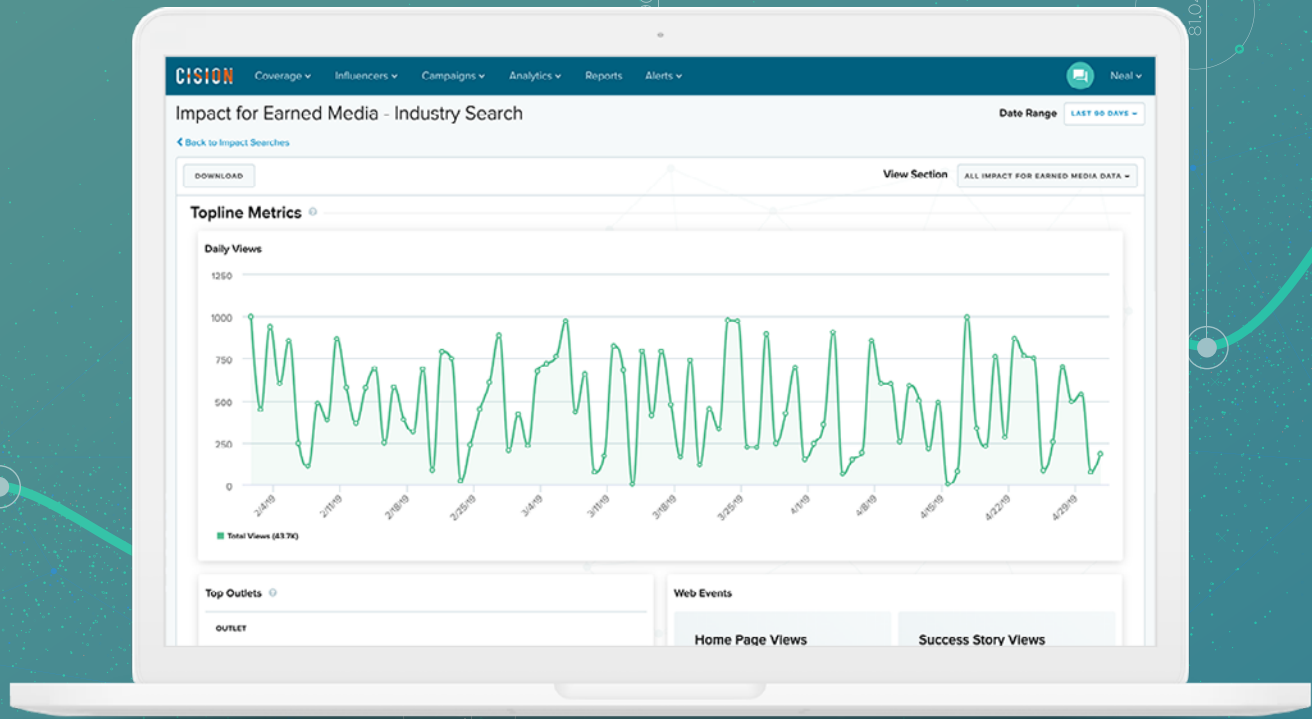 81.04
CISION Coverage Influencers Campaigns Analytics Reports Alerts Neal
Impact for Earned Media - Industry Search Date Range LAST 90 DAYS
Back to Impact Searches
DOWNLOAD View Section ALL IMPACT FOR EARNED MEDIA DATA
Topline Metrics ?
Daily Views
1250
1000
750
500
250
0
2/4/19 2/11/19 2/18/19 2/25/19 3/4/19 3/11/19 3/18/19 3/25/19 4/1/19 4/8/19 4/15/19 4/22/19 4/29/19
Total Views (43.7K)
Top Outlets ? Web Events
OUTLET
Home Page Views Success Story Views